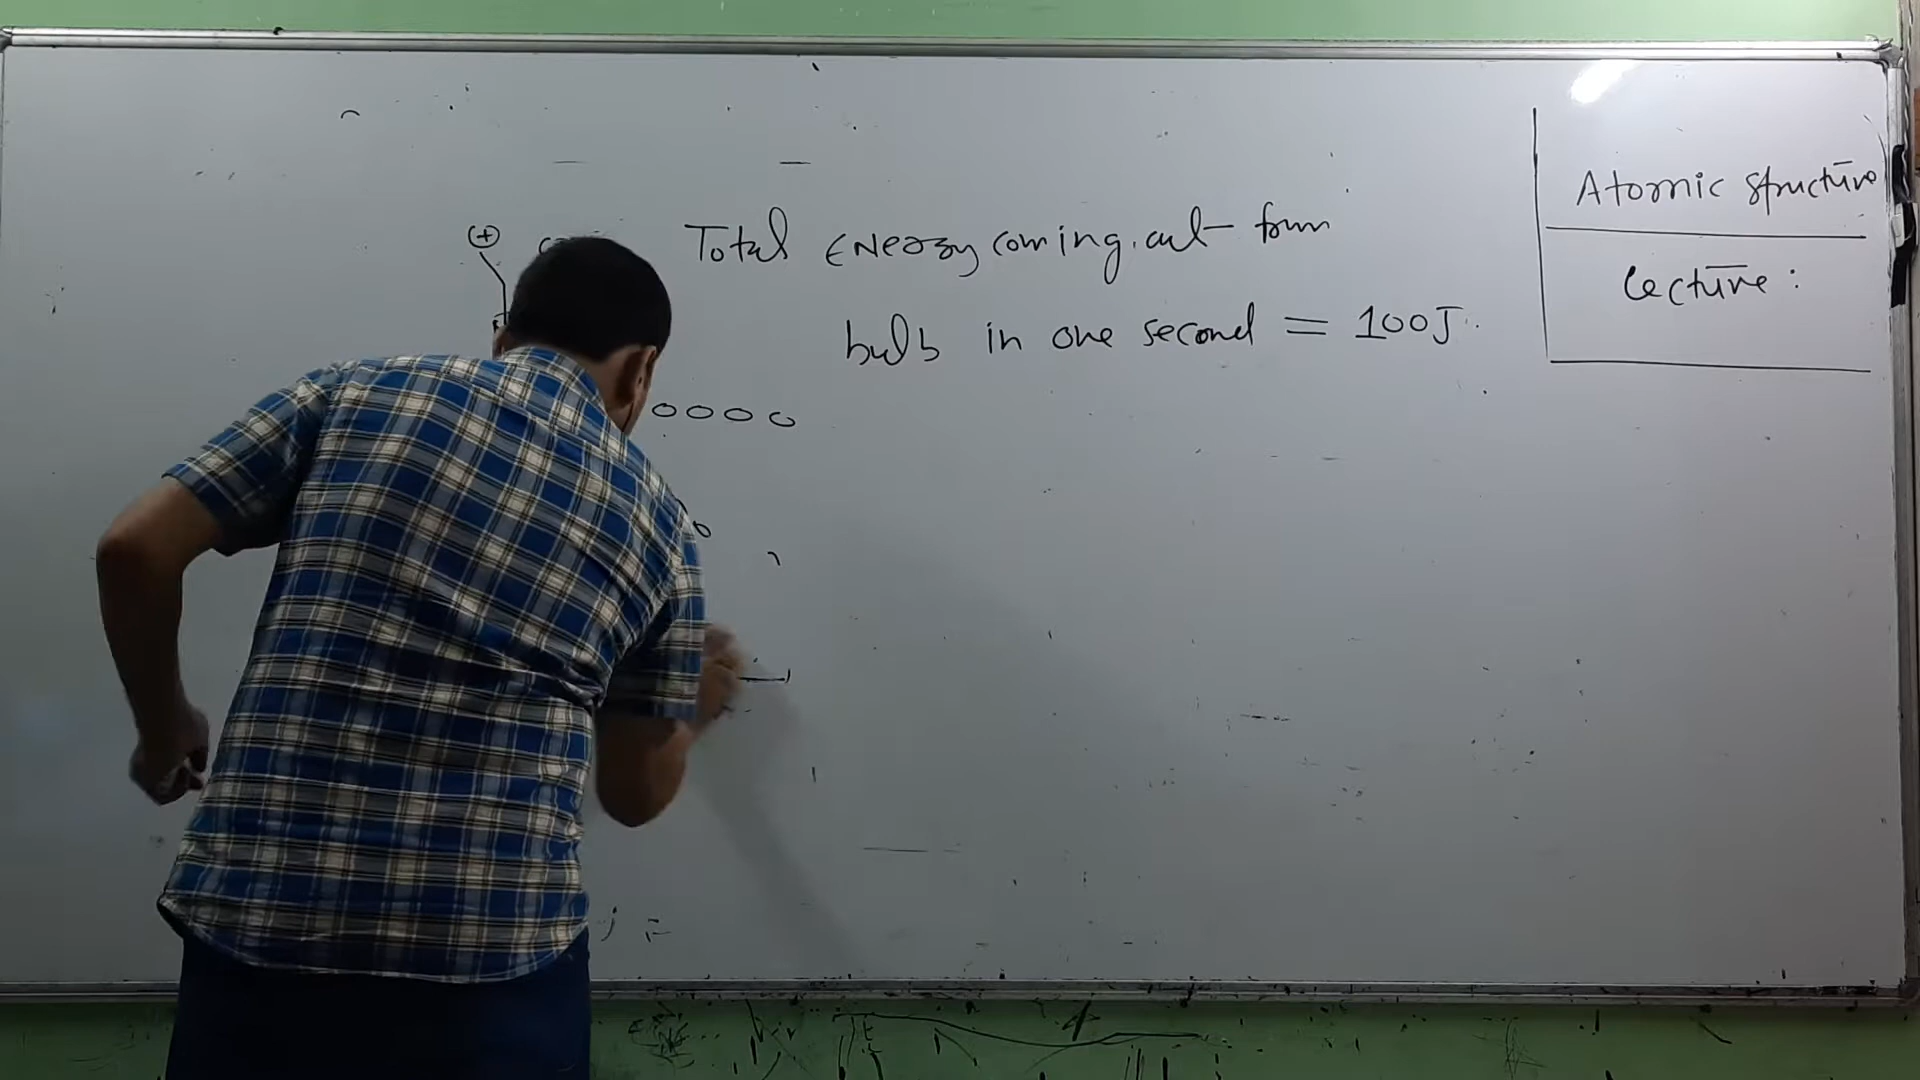 Atomic structure
Lecture:
Total ENergy coming out form
bulb in one second = 100J